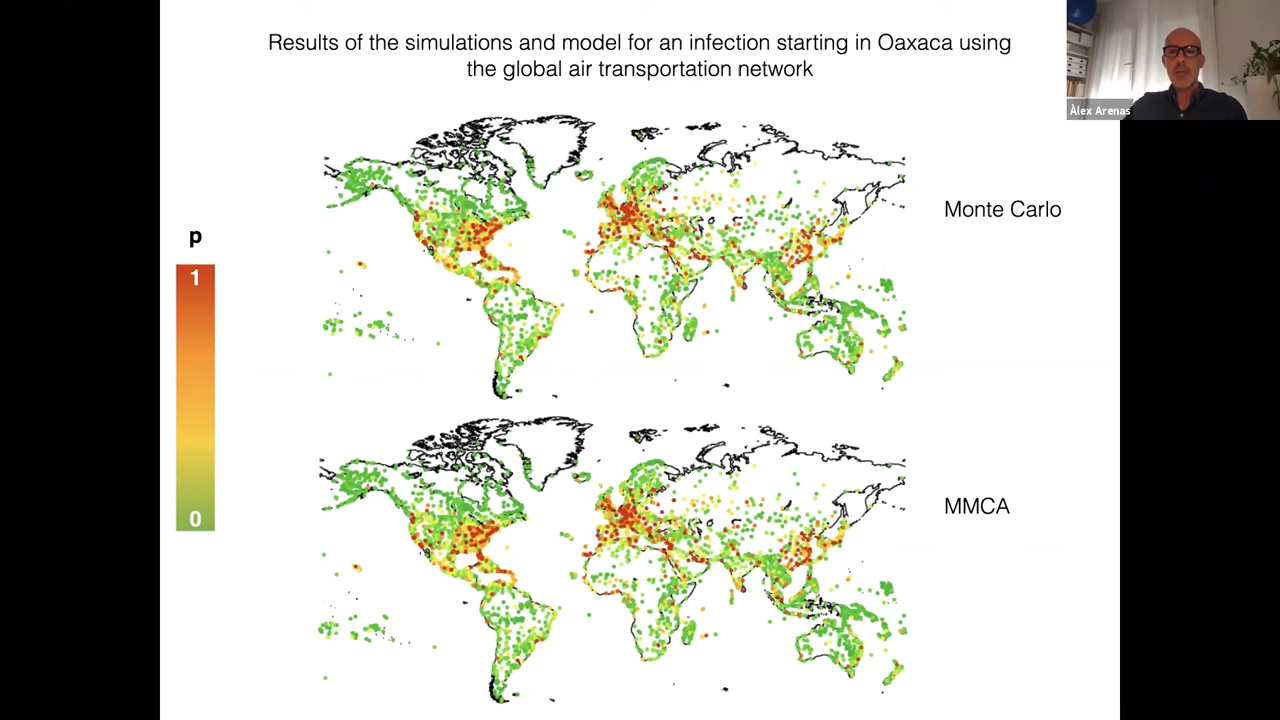 Results of the simulations and model for an infection starting in Oaxaca using
the global air transportation network
Àlex Arenas
Monte Carlo
p
1
0
MMCA